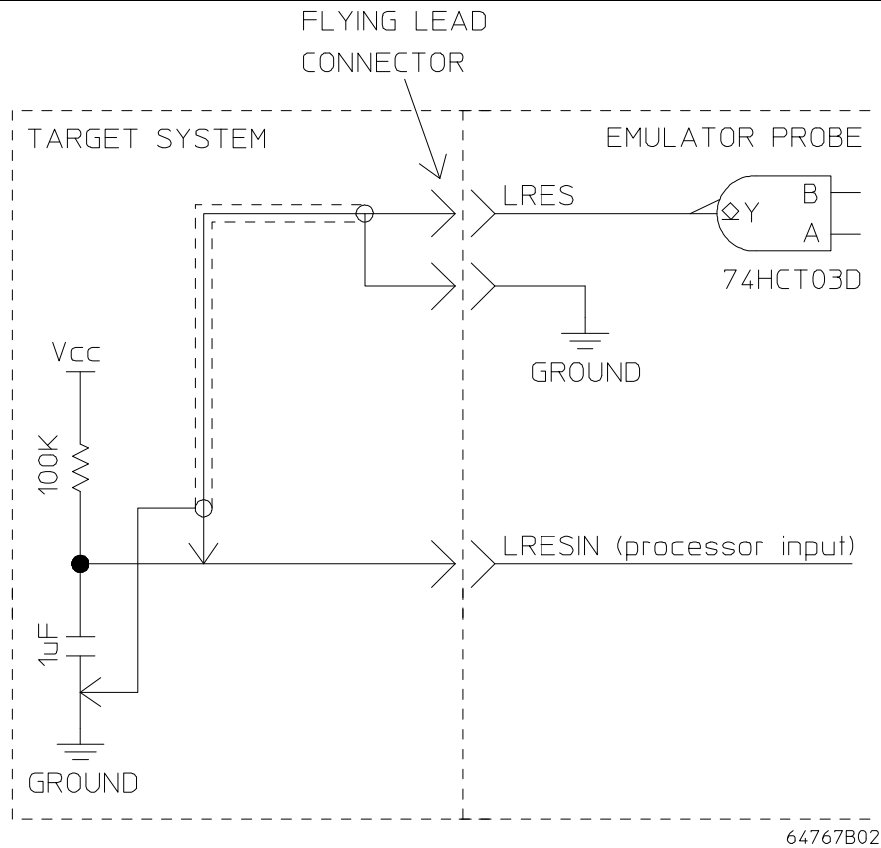 FLYING LEAD
CONNECTOR
TARGET SYSTEM
EMULATOR PROBE
LRES
B
Y
A
74HCT03D
GROUND
Vcc
100K
LRESIN (processor input)
1uF
GROUND
64767B02